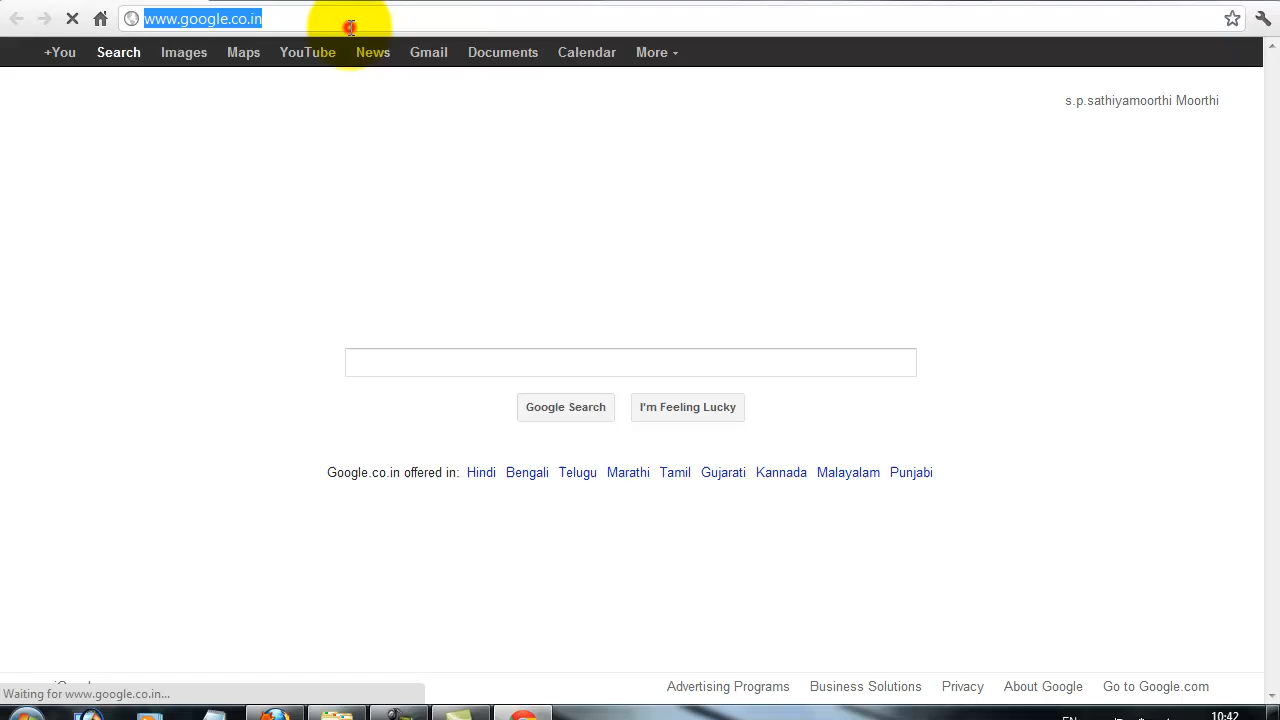 www.google.co.in
+You Search Images Maps YouTube News Gmail Documents Calendar More
s.p.sathiyamoorthi Moorthi
Google Search I'm Feeling Lucky
Google.co.in offered in: Hindi Bengali Telugu Marathi Tamil Gujarati Kannada Malayalam Punjabi
Advertising Programs Business Solutions Privacy About Google Go to Google.com
Waiting for www.google.co.in...
EN 10:42